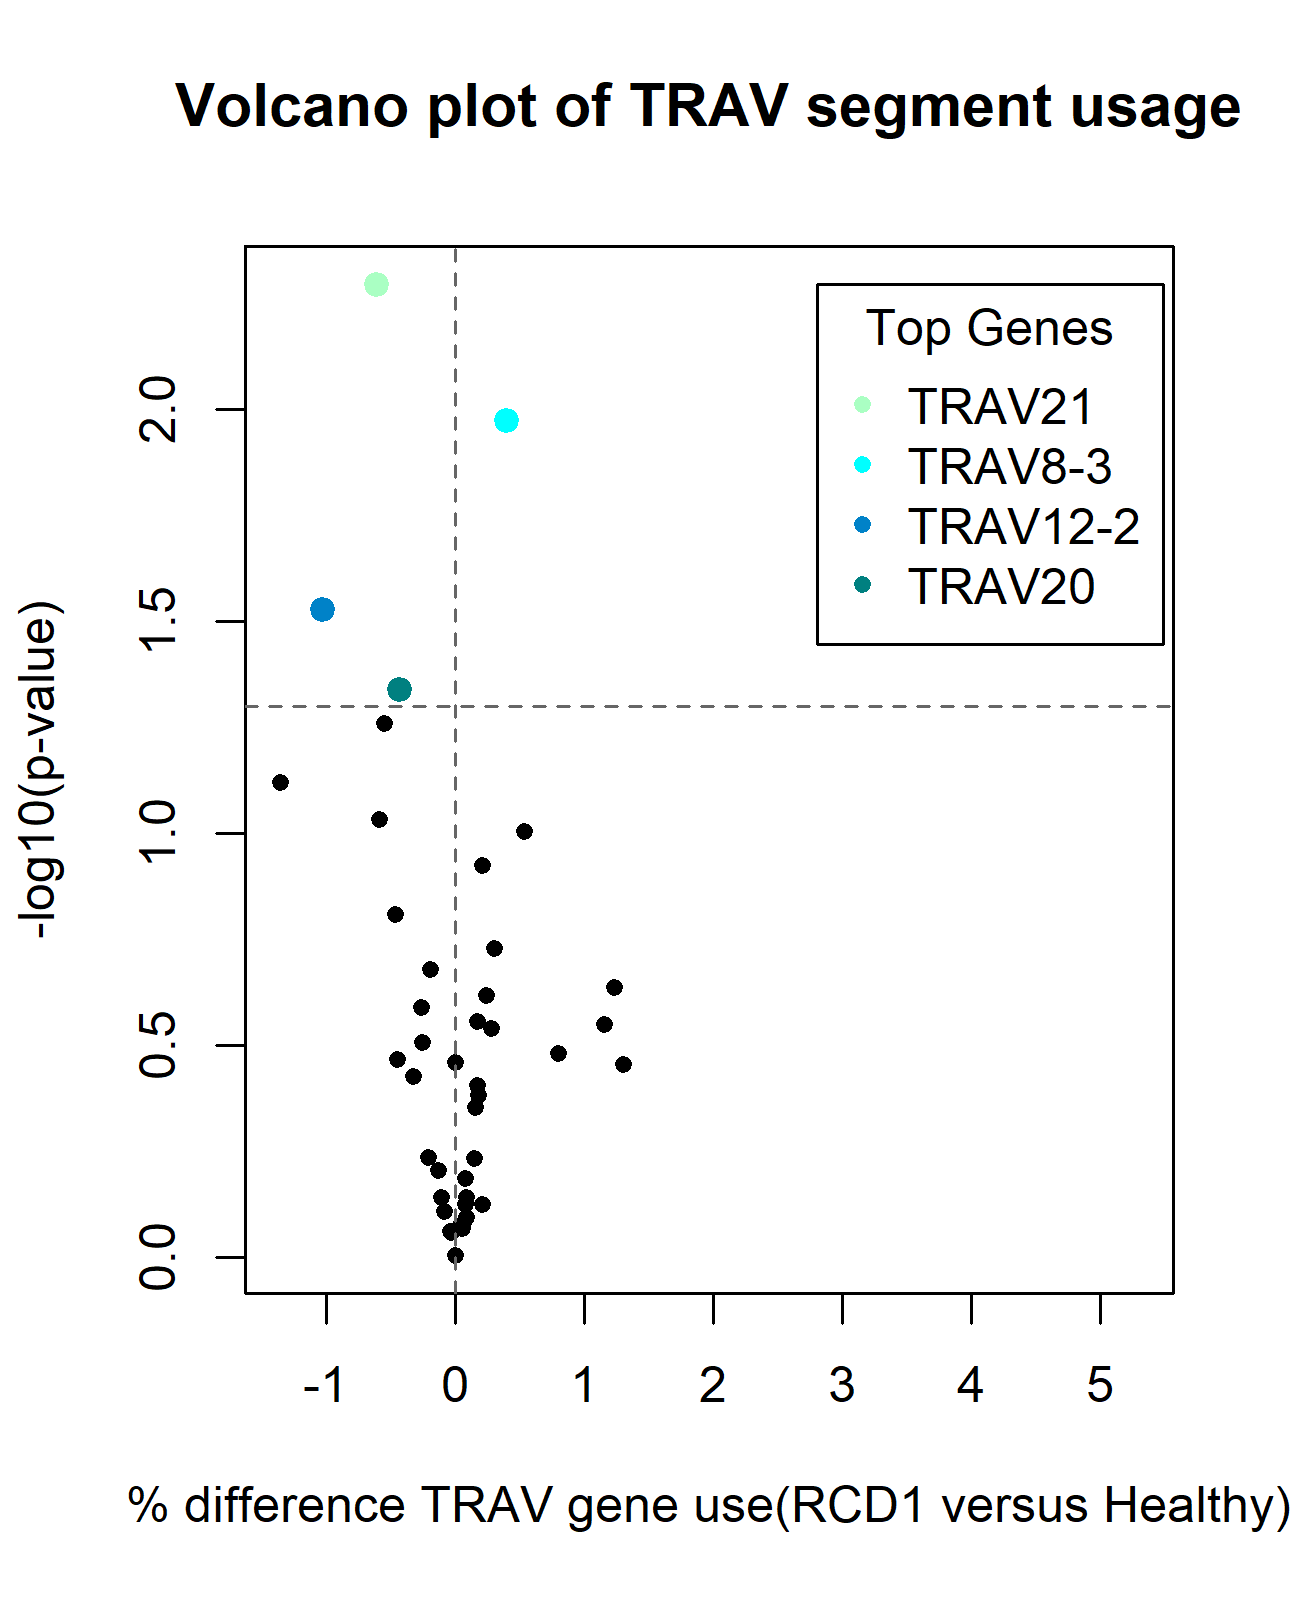 Volcano plot of TRAV segment usage
Top Genes
TRAV21
TRAV8-3
TRAV12-2
TRAV20
-log10(p-value)
2.0
1.5
1.0
0.5
0.0
-1 0 1 2 3 4 5
% difference TRAV gene use(RCD1 versus Healthy)